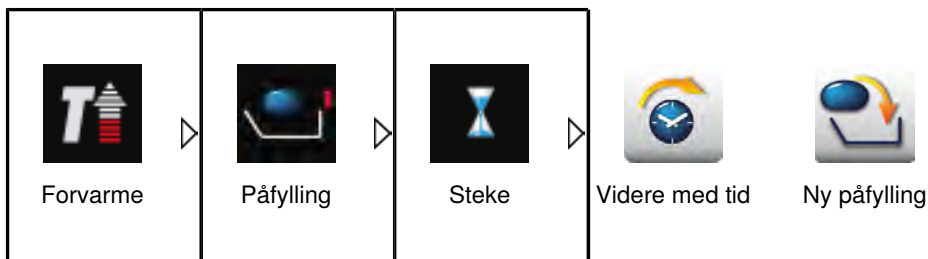 Forvarme
Påfylling
Steke
Videre med tid
Ny påfylling